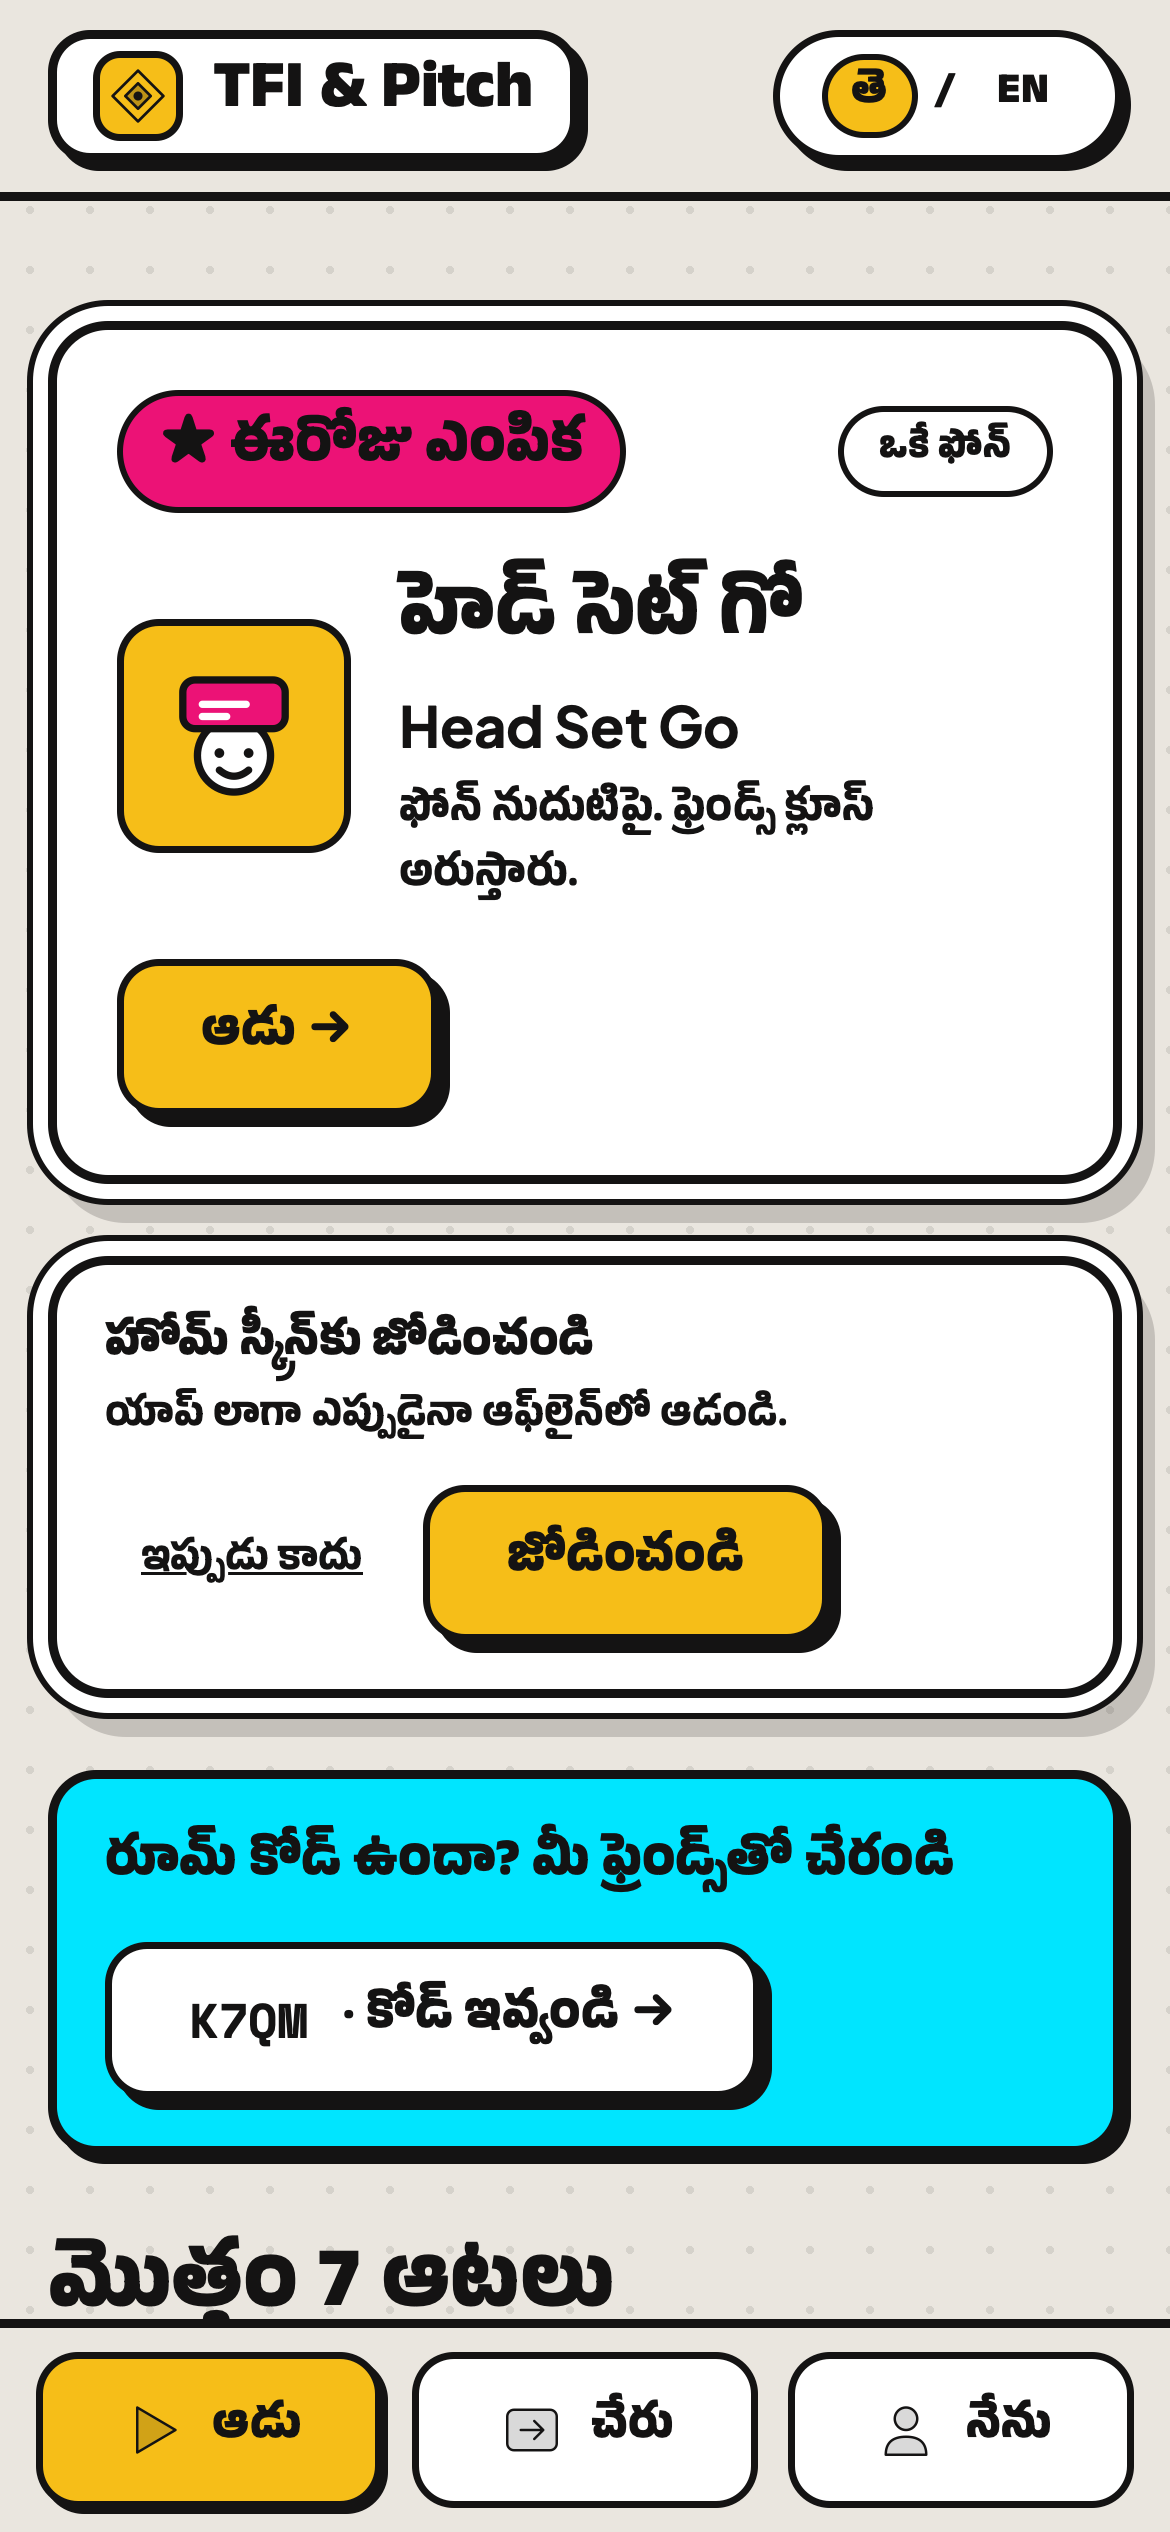 TFI & Pitch
తె / EN
★ ఈరోజు ఎంపిక
ఒకే ఫోన్
హెడ్ సెట్ గో
Head Set Go
ఫోన్ నుదుటిపై. ఫ్రెండ్స్ క్లూస్
అరుస్తారు.
ఆడు →
హోమ్ స్క్రీన్‌కు జోడించండి
యాప్ లాగా ఎప్పుడైనా ఆఫ్‌లైన్‌లో ఆడండి.
ఇప్పుడు కాదు
జోడించండి
రూమ్ కోడ్ ఉందా? మీ ఫ్రెండ్స్‌తో చేరండి
K7QM · కోడ్ ఇవ్వండి →
మొత్తం 7 ఆటలు
ఆడు
చేరు
నేను